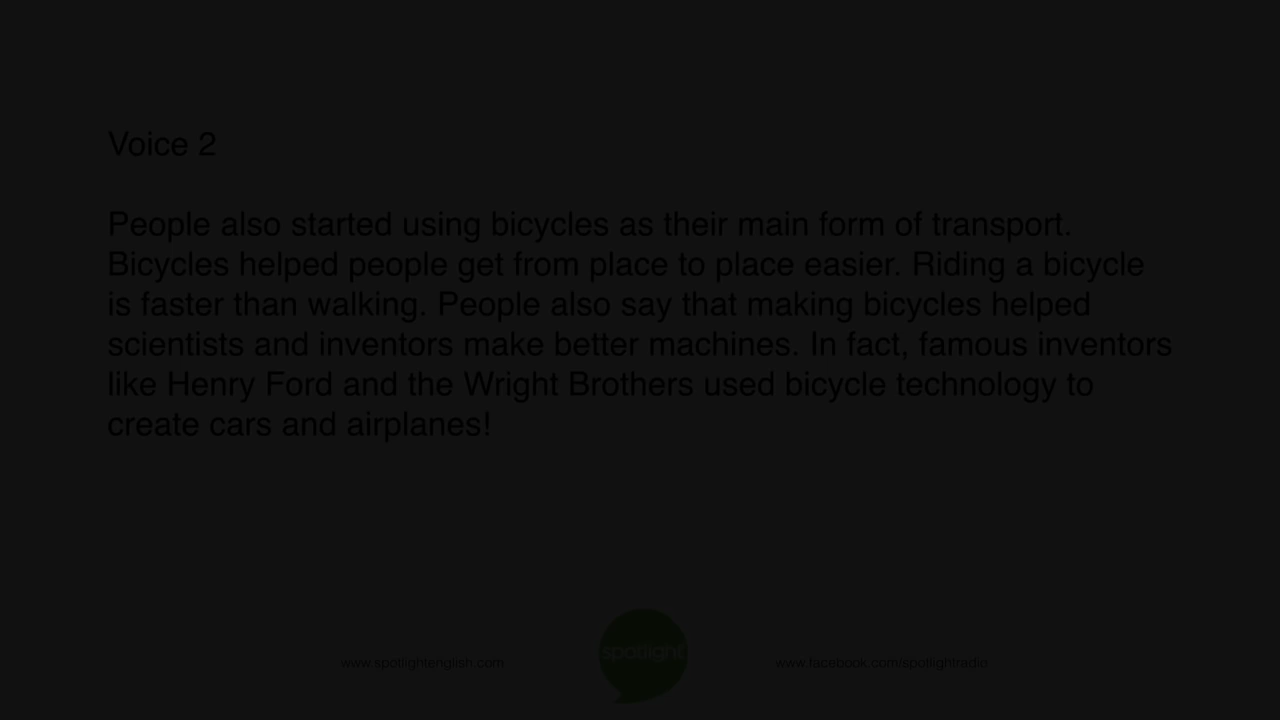 Voice 2
People also started using bicycles as their main form of transport.
Bicycles helped people get from place to place easier. Riding a bicycle
is faster than walking. People also say that making bicycles helped
scientists and inventors make better machines. In fact, famous inventors
like Henry Ford and the Wright Brothers used bicycle technology to
create cars and airplanes!
www.spotlightenglish.com
spotlight
www.facebook.com/spotlightradio